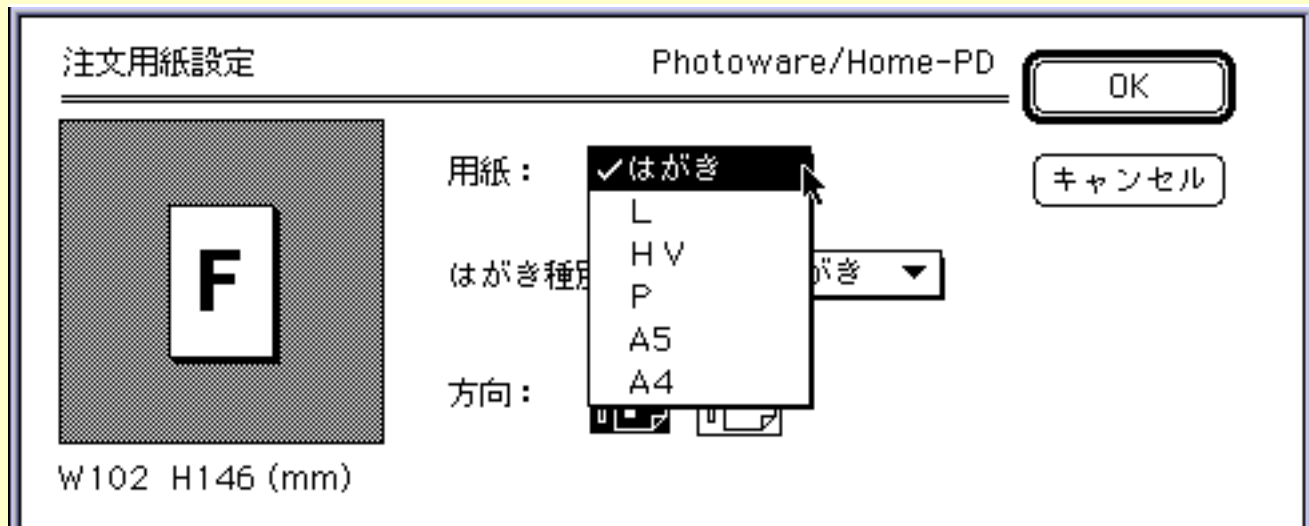 注文用紙設定
Photoware/Home-PD
OK
キャンセル
用紙:
✓はがき
L
HV
P
A5
A4
はがき種
がき
方向:
F
W102 H146 (mm)